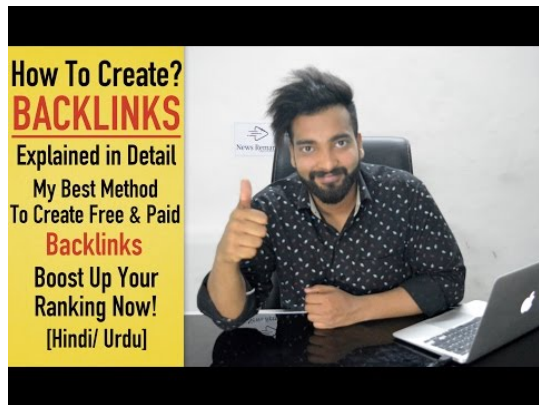 How To Create?
BACKLINKS
Explained in Detail
My Best Method
To Create Free & Paid
Backlinks
Boost Up Your
Ranking Now!
[Hindi/ Urdu]
News